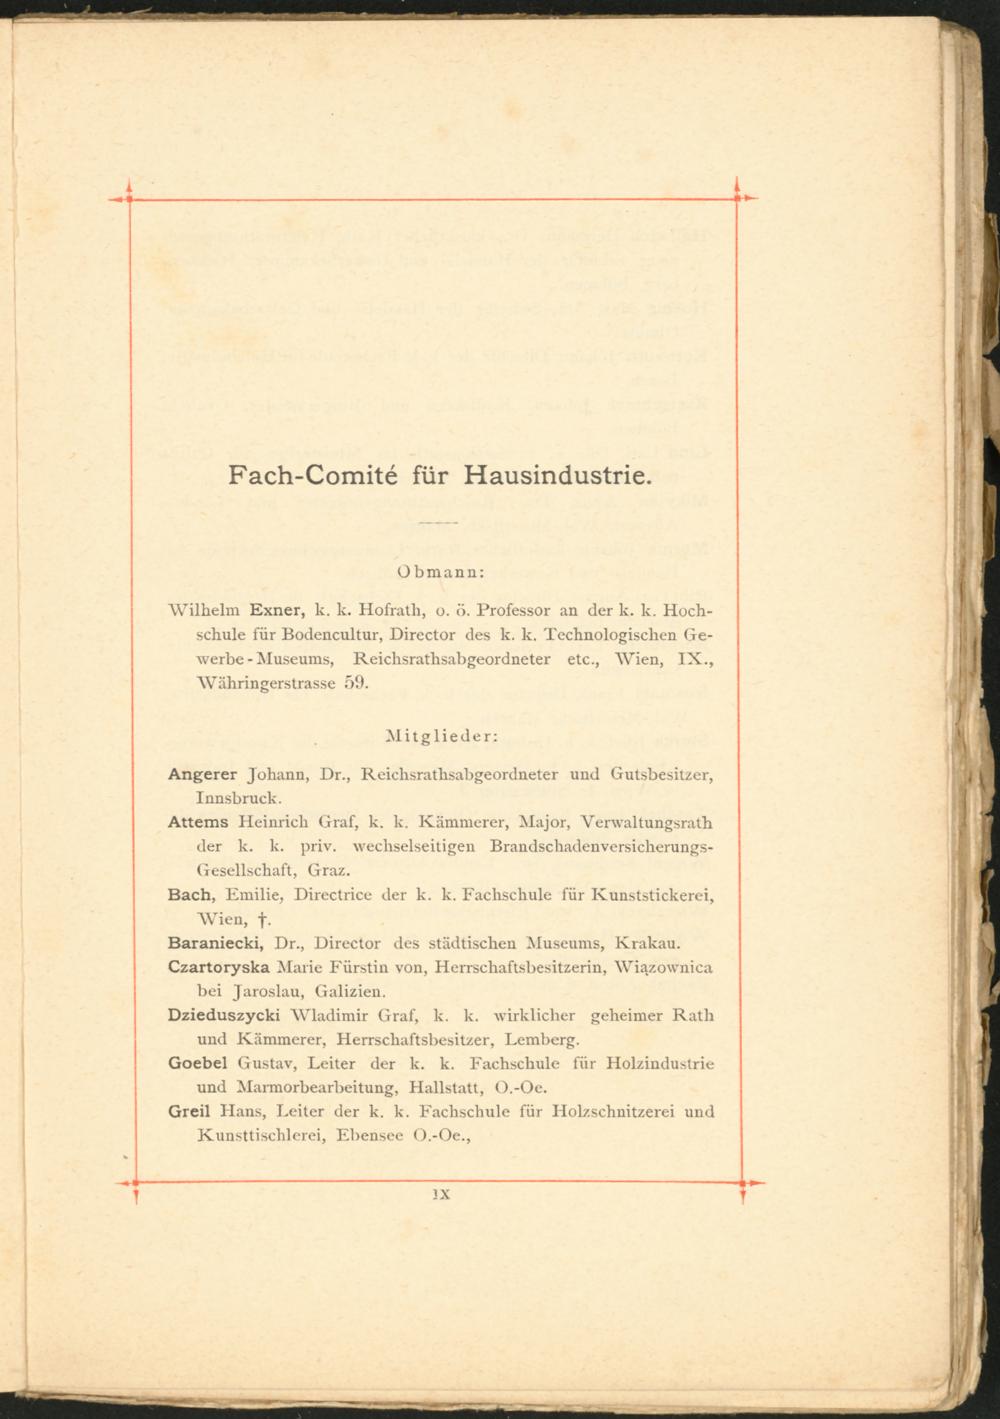 Fach-Comité für Hausindustrie.
Obmann:
Wilhelm Exner, k. k. Hofrath, o. ö. Professor an der k. k. Hoch-
schule für Bodencultur, Director des k. k. Technologischen Ge-
werbe-Museums, Reichsrathsabgeordneter etc., Wien, IX.,
Währingerstrasse 59.
Mitglieder:
Angerer Johann, Dr., Reichsrathsabgeordneter und Gutsbesitzer,
Innsbruck.
Attems Heinrich Graf, k. k. Kämmerer, Major, Verwaltungsrath
der k. k. priv. wechselseitigen Brandschadenversicherungs-
Gesellschaft, Graz.
Bach, Emilie, Directrice der k. k. Fachschule für Kunststickerei,
Wien, †.
Baraniecki, Dr., Director des städtischen Museums, Krakau.
Czartoryska Marie Fürstin von, Herrschaftsbesitzerin, Wiązownica
bei Jaroslau, Galizien.
Dzieduszycki Wladimir Graf, k. k. wirklicher geheimer Rath
und Kämmerer, Herrschaftsbesitzer, Lemberg.
Goebel Gustav, Leiter der k. k. Fachschule für Holzindustrie
und Marmorbearbeitung, Hallstatt, O.-Oe.
Greil Hans, Leiter der k. k. Fachschule für Holzschnitzerei und
Kunsttischlerei, Ebensee O.-Oe.,
IX